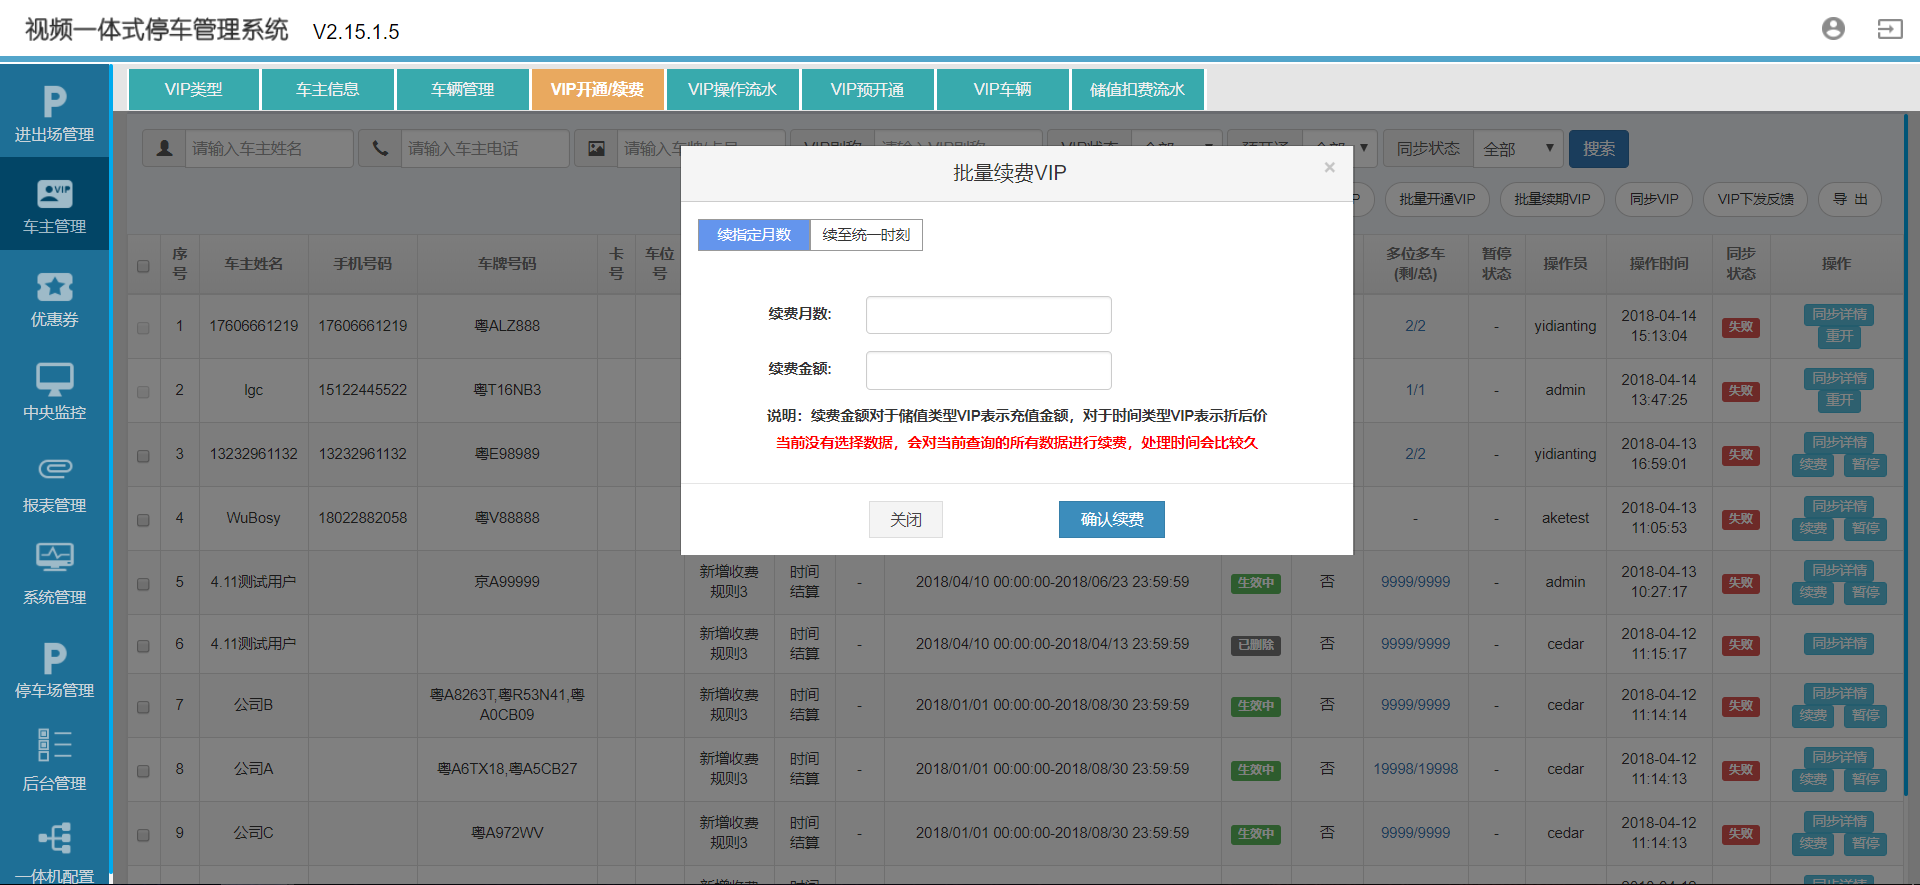 视频一体式停车管理系统 V2.15.1.5
进出场管理
车主管理
优惠券
中央监控
报表管理
系统管理
停车场管理
后台管理
一体机配置
VIP类型 车主信息 车辆管理 VIP开通/续费 VIP操作流水 VIP预开通 VIP车辆 储值扣费流水
请输入车主姓名 请输入车主电话 同步状态 全部 搜索
批量开通VIP 批量续期VIP 同步VIP VIP下发反馈 导 出
批量续费VIP ×
续指定月数 续至统一时刻
续费月数:
续费金额:
说明：续费金额对于储值类型VIP表示充值金额，对于时间类型VIP表示折后价
当前没有选择数据，会对当前查询的所有数据进行续费，处理时间会比较久
关闭 确认续费
序号 车主姓名 手机号码 车牌号码 卡号 车位号 多位多车(剩/总) 暂停状态 操作员 操作时间 同步状态 操作
1 17606661219 17606661219 粤ALZ888 2/2 - yidianting 2018-04-14 15:13:04 失败 同步详情 重开
2 lgc 15122445522 粤T16NB3 1/1 - admin 2018-04-14 13:47:25 失败 同步详情 重开
3 13232961132 13232961132 粤E98989 2/2 - yidianting 2018-04-13 16:59:01 失败 同步详情 续费 暂停
4 WuBosy 18022882058 粤V88888 - - aketest 2018-04-13 11:05:53 失败 同步详情 续费 暂停
5 4.11测试用户 京A99999 新增收费规则3 时间结算 - 2018/04/10 00:00:00-2018/06/23 23:59:59 生效中 否 9999/9999 - admin 2018-04-13 10:27:17 失败 同步详情 续费 暂停
6 4.11测试用户 新增收费规则3 时间结算 - 2018/04/10 00:00:00-2018/04/13 23:59:59 已删除 否 9999/9999 - cedar 2018-04-12 11:15:17 失败 同步详情
7 公司B 粤A8263T,粤R53N41,粤A0CB09 新增收费规则3 时间结算 - 2018/01/01 00:00:00-2018/08/30 23:59:59 生效中 否 9999/9999 - cedar 2018-04-12 11:14:14 失败 同步详情 续费 暂停
8 公司A 粤A6TX18,粤A5CB27 新增收费规则3 时间结算 - 2018/01/01 00:00:00-2018/08/30 23:59:59 生效中 否 19998/19998 - cedar 2018-04-12 11:14:13 失败 同步详情 续费 暂停
9 公司C 粤A972WV 新增收费规则3 时间结算 - 2018/01/01 00:00:00-2018/08/30 23:59:59 生效中 否 9999/9999 - cedar 2018-04-12 11:14:13 失败 同步详情 续费 暂停